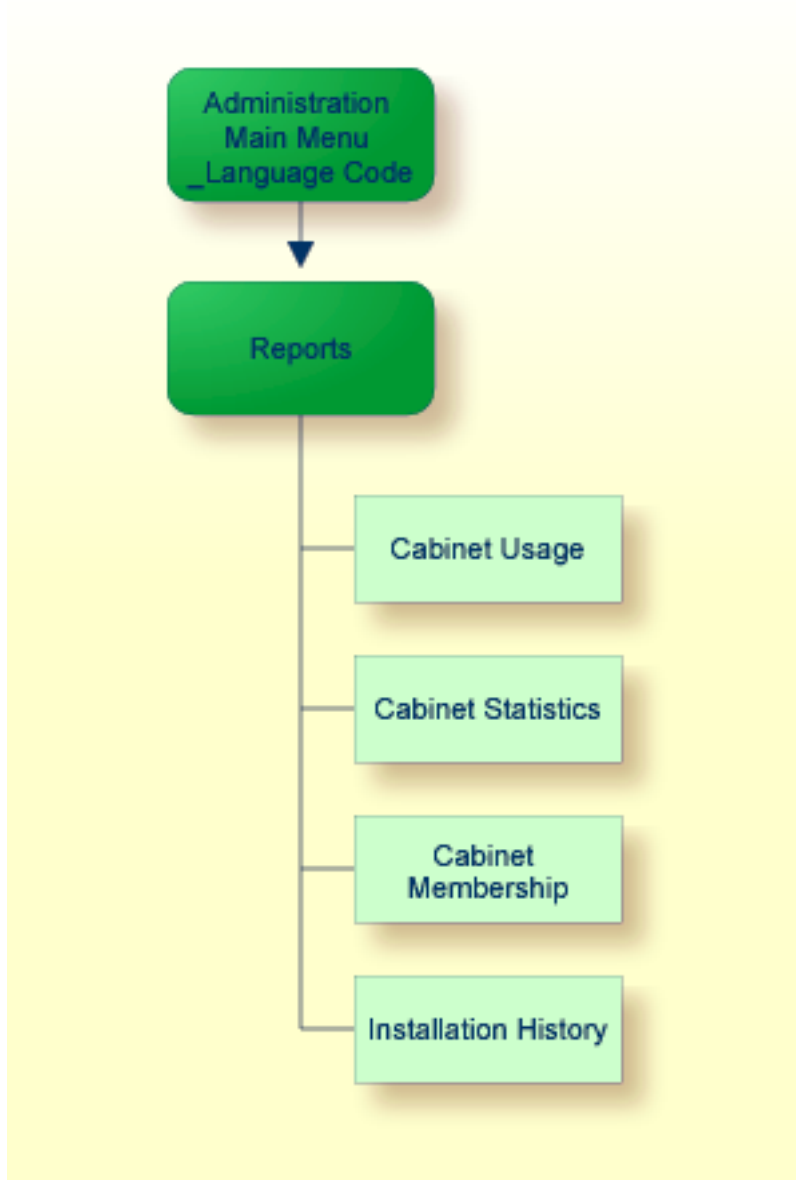 Administration
Main Menu
_Language Code
Reports
Cabinet Usage
Cabinet Statistics
Cabinet
Membership
Installation History